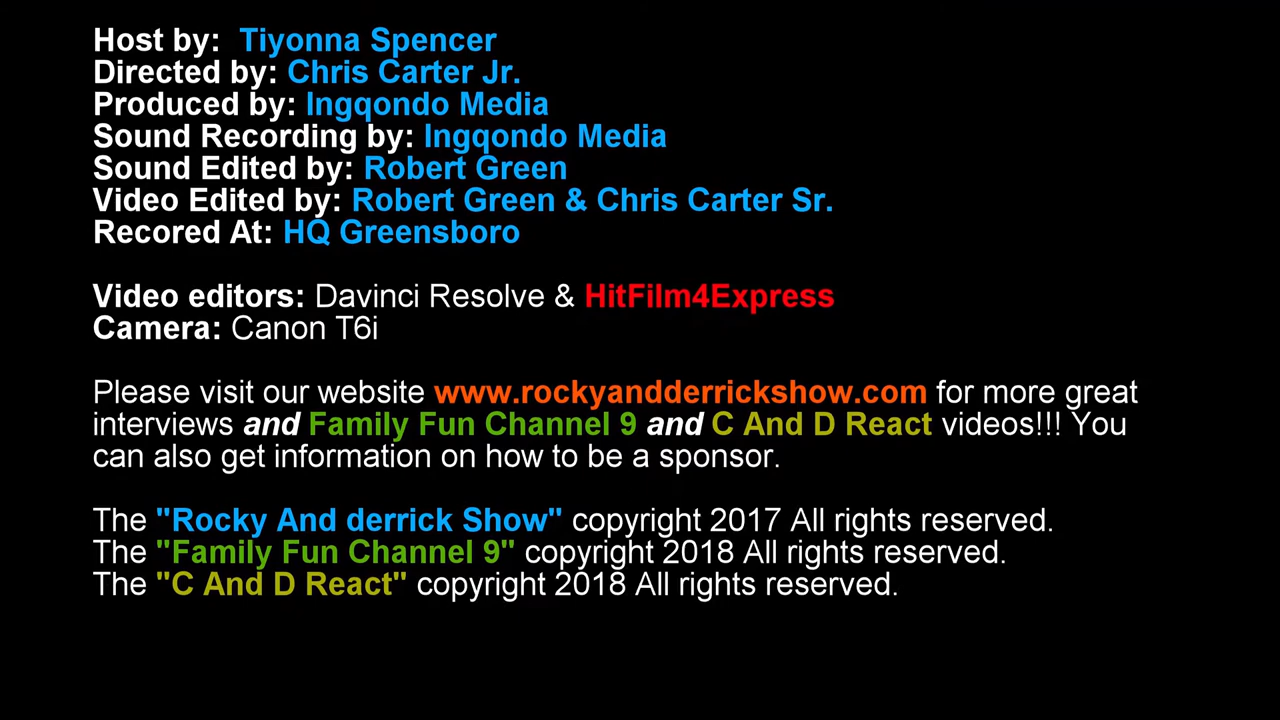 Host by: Tiyonna Spencer
Directed by: Chris Carter Jr.
Produced by: Ingqondo Media
Sound Recording by: Ingqondo Media
Sound Edited by: Robert Green
Video Edited by: Robert Green & Chris Carter Sr.
Recored At: HQ Greensboro
Video editors: Davinci Resolve & HitFilm4Express
Camera: Canon T6i
Please visit our website www.rockyandderrickshow.com for more great
interviews and Family Fun Channel 9 and C And D React videos!!! You
can also get information on how to be a sponsor.
The "Rocky And derrick Show" copyright 2017 All rights reserved.
The "Family Fun Channel 9" copyright 2018 All rights reserved.
The "C And D React" copyright 2018 All rights reserved.